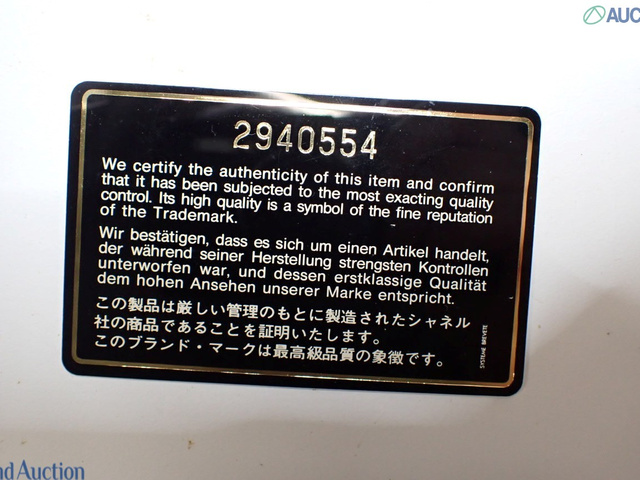 AUC
2940554
We certify the authenticity of this item and confirm
that it has been subjected to the most exacting quality
control. Its high quality is a symbol of the fine reputation
of the Trademark.
Wir bestätigen, dass es sich um einen Artikel handelt,
der während seiner Herstellung strengsten Kontrollen
unterworfen war, und dessen erstklassige Qualität
dem hohen Ansehen unserer Marke entspricht.
この製品は厳しい管理のもとに製造されたシャネル
社の商品であることを証明いたします。
このブランド・マークは最高級品質の象徴です。
SYSTEME BREVETE
nd Auction